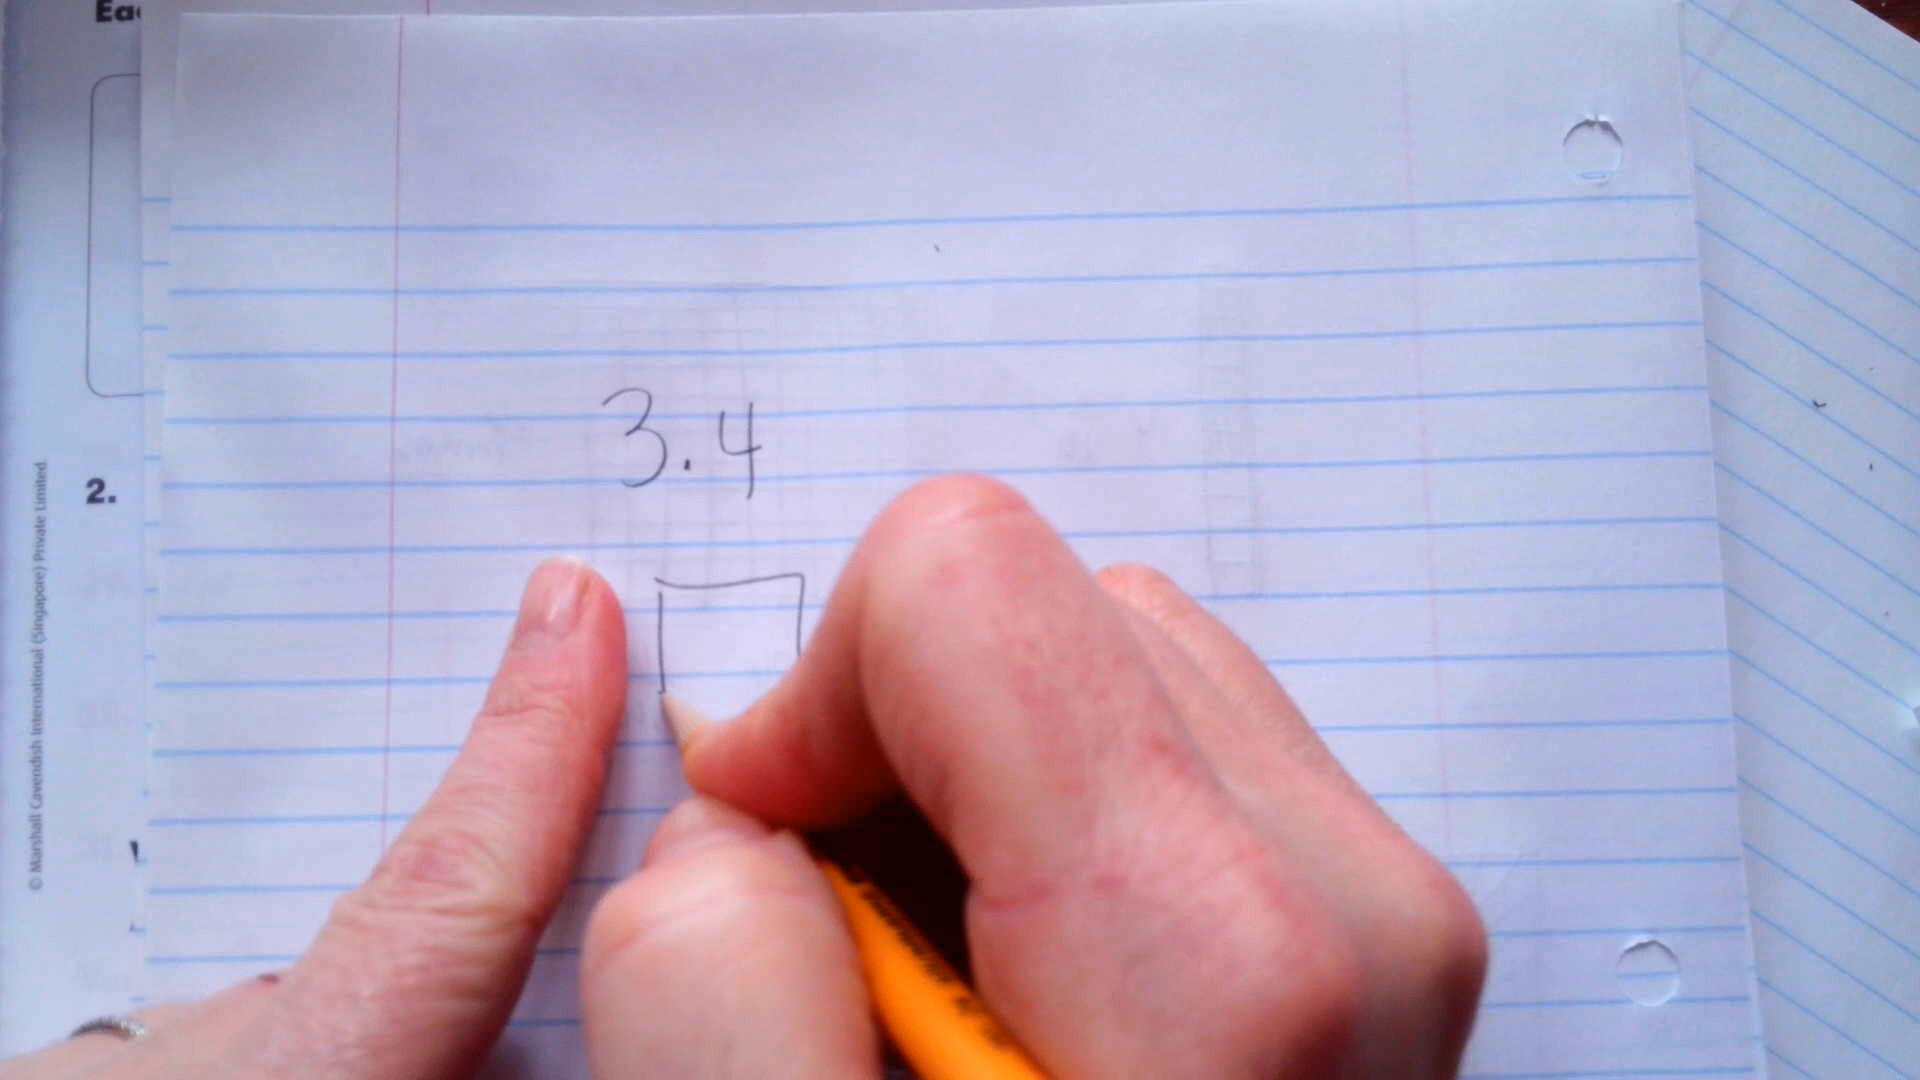 Ea
3.4
2.
© Marshall Cavendish International (Singapore) Private Limited.